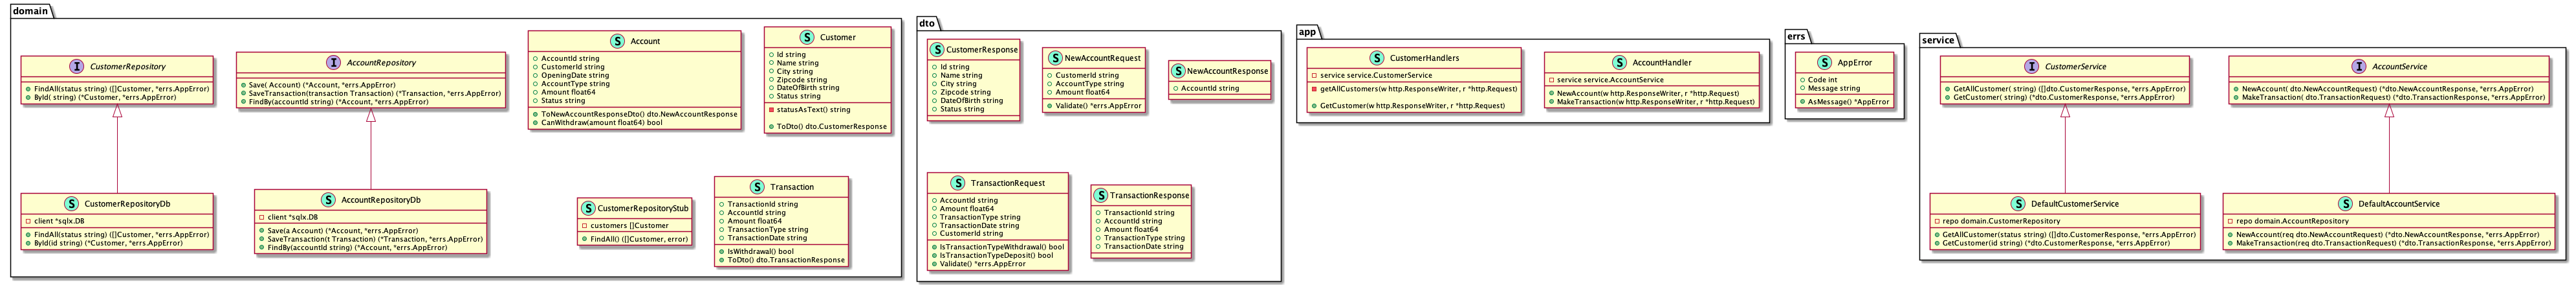 domain
I CustomerRepository
FindAll(status string) ([]Customer, *errs.AppError)
ById( string) (*Customer, *errs.AppError)
I AccountRepository
Save( Account) (*Account, *errs.AppError)
SaveTransaction(transaction Transaction) (*Transaction, *errs.AppError)
FindBy(accountId string) (*Account, *errs.AppError)
S Account
AccountId string
CustomerId string
OpeningDate string
AccountType string
Amount float64
Status string
ToNewAccountResponseDto() dto.NewAccountResponse
CanWithdraw(amount float64) bool
S Customer
Id string
Name string
City string
Zipcode string
DateOfBirth string
Status string
statusAsText() string
ToDto() dto.CustomerResponse
S CustomerRepositoryDb
client *sqlx.DB
FindAll(status string) ([]Customer, *errs.AppError)
ById(id string) (*Customer, *errs.AppError)
S AccountRepositoryDb
client *sqlx.DB
Save(a Account) (*Account, *errs.AppError)
SaveTransaction(t Transaction) (*Transaction, *errs.AppError)
FindBy(accountId string) (*Account, *errs.AppError)
S CustomerRepositoryStub
customers []Customer
FindAll() ([]Customer, error)
S Transaction
TransactionId string
AccountId string
Amount float64
TransactionType string
TransactionDate string
IsWithdrawal() bool
ToDto() dto.TransactionResponse
dto
S CustomerResponse
Id string
Name string
City string
Zipcode string
DateOfBirth string
Status string
S NewAccountRequest
CustomerId string
AccountType string
Amount float64
Validate() *errs.AppError
S NewAccountResponse
AccountId string
S TransactionRequest
AccountId string
Amount float64
TransactionType string
TransactionDate string
CustomerId string
IsTransactionTypeWithdrawal() bool
IsTransactionTypeDeposit() bool
Validate() *errs.AppError
S TransactionResponse
TransactionId string
AccountId string
Amount float64
TransactionType string
TransactionDate string
app
S CustomerHandlers
service service.CustomerService
getAllCustomers(w http.ResponseWriter, r *http.Request)
GetCustomer(w http.ResponseWriter, r *http.Request)
S AccountHandler
service service.AccountService
NewAccount(w http.ResponseWriter, r *http.Request)
MakeTransaction(w http.ResponseWriter, r *http.Request)
errs
S AppError
Code int
Message string
AsMessage() *AppError
service
I CustomerService
GetAllCustomer( string) ([]dto.CustomerResponse, *errs.AppError)
GetCustomer( string) (*dto.CustomerResponse, *errs.AppError)
I AccountService
NewAccount( dto.NewAccountRequest) (*dto.NewAccountResponse, *errs.AppError)
MakeTransaction( dto.TransactionRequest) (*dto.TransactionResponse, *errs.AppError)
S DefaultCustomerService
repo domain.CustomerRepository
GetAllCustomer(status string) ([]dto.CustomerResponse, *errs.AppError)
GetCustomer(id string) (*dto.CustomerResponse, *errs.AppError)
S DefaultAccountService
repo domain.AccountRepository
NewAccount(req dto.NewAccountRequest) (*dto.NewAccountResponse, *errs.AppError)
MakeTransaction(req dto.TransactionRequest) (*dto.TransactionResponse, *errs.AppError)